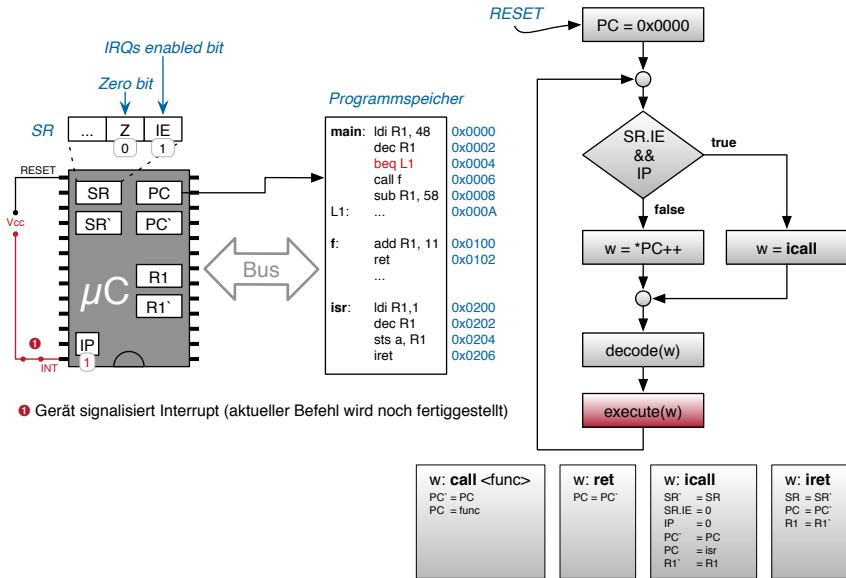 RESET
PC = 0x0000
IRQs enabled bit
Zero bit
SR ... Z IE
0 1
RESET
Vcc
SR PC
SR` PC`
µC
R1
R1`
IP
1
❶
INT
Bus
Programmspeicher
main: ldi R1, 48 0x0000
dec R1 0x0002
beq L1 0x0004
call f 0x0006
sub R1, 58 0x0008
L1: ... 0x000A
f: add R1, 11 0x0100
ret 0x0102
...
isr: ldi R1,1 0x0200
dec R1 0x0202
sts a, R1 0x0204
iret 0x0206
SR.IE
&&
IP
true
false
w = *PC++
w = icall
decode(w)
execute(w)
❶ Gerät signalisiert Interrupt (aktueller Befehl wird noch fertiggestellt)
w: call <func>
PC` = PC
PC = func
w: ret
PC = PC`
w: icall
SR` = SR
SR.IE = 0
IP = 0
PC` = PC
PC = isr
R1` = R1
w: iret
SR = SR`
PC = PC`
R1 = R1`